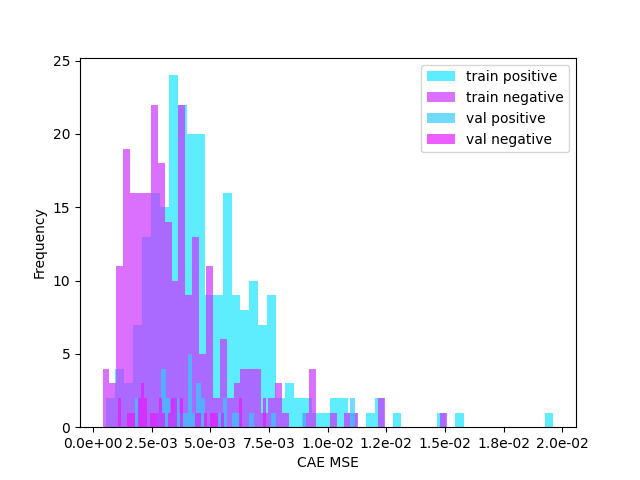 25
20
15
10
5
0
Frequency
train positive
train negative
val positive
val negative
0.0e+00 2.5e-03 5.0e-03 7.5e-03 1.0e-02 1.2e-02 1.5e-02 1.8e-02 2.0e-02
CAE MSE